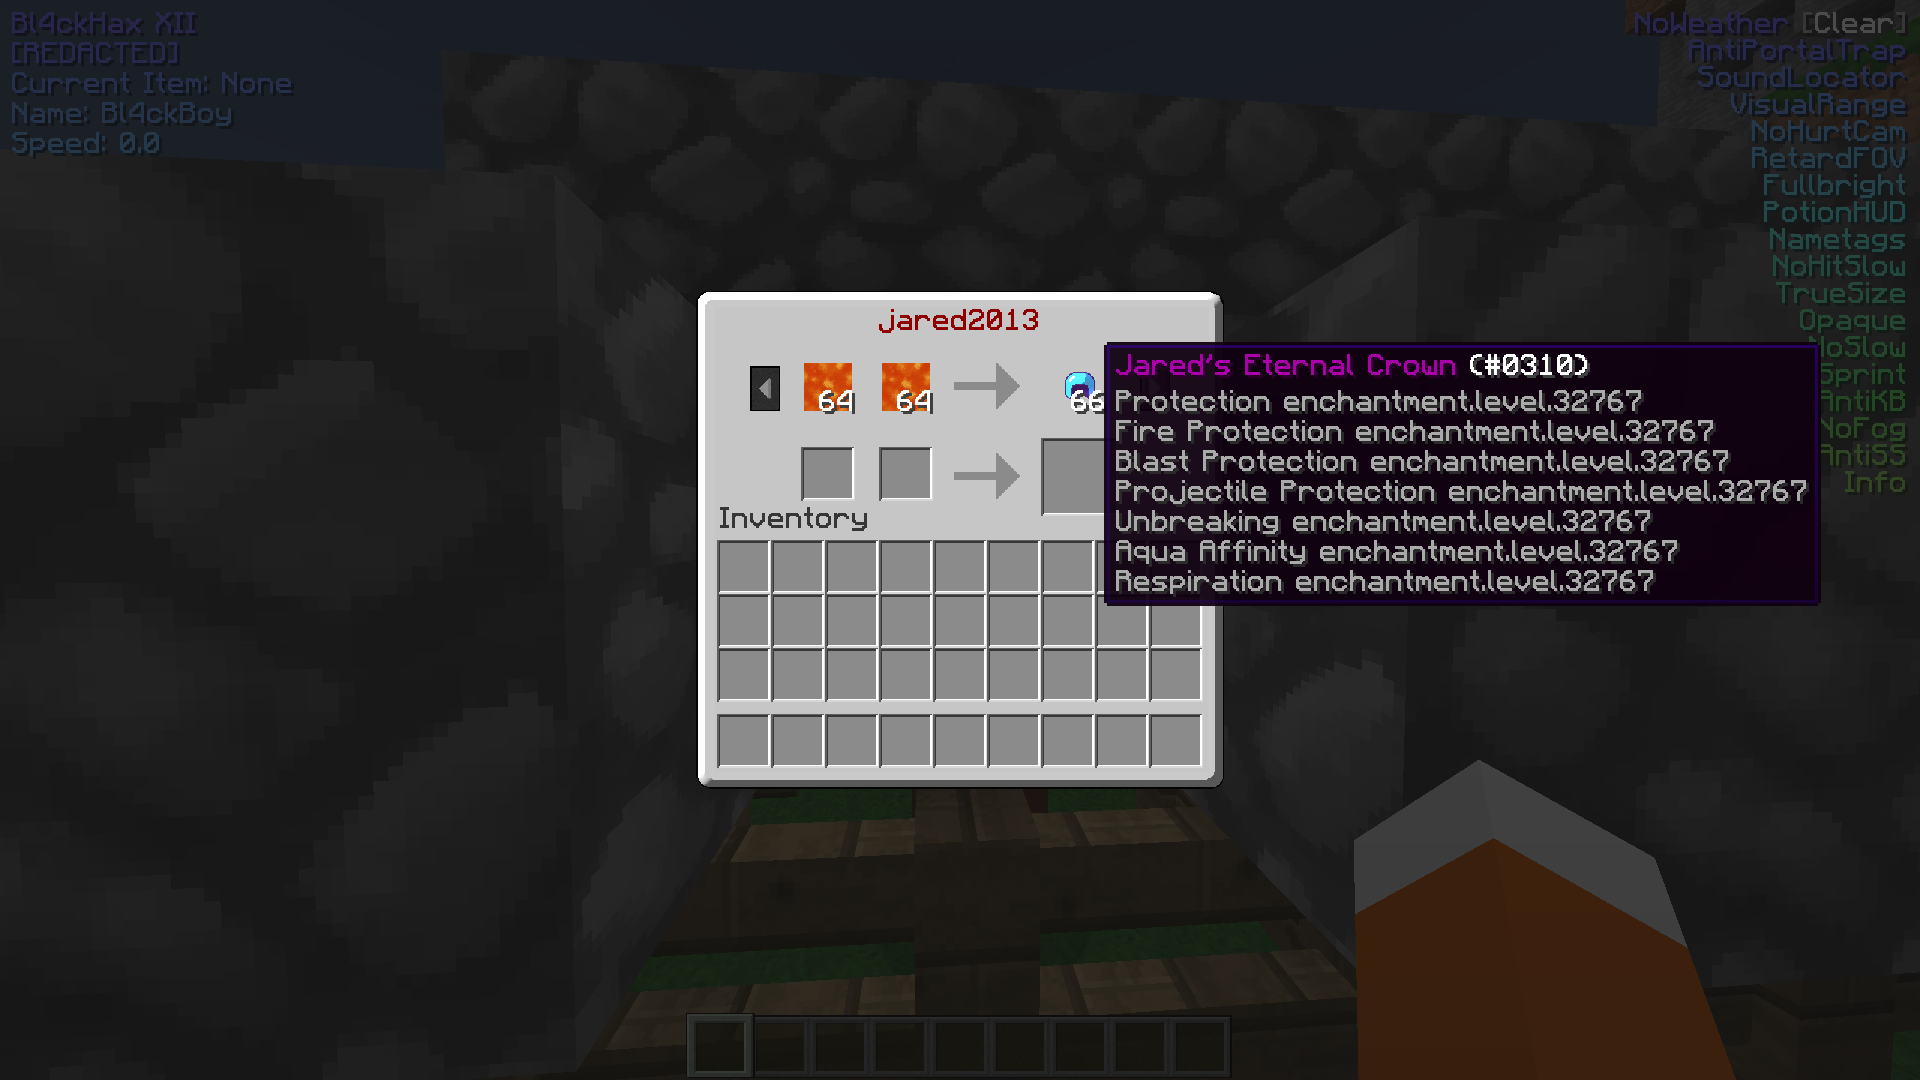 Bl4ckHax XII
[REDACTED]
Current Item: None
Name: Bl4ckBoy
Speed: 0.0
NoWeather [Clear]
AntiPortalTrap
SoundLocator
VisualRange
NoHurtCam
RetardFOV
Fullbright
PotionHUD
Nametags
NoHitSlow
TrueSize
Opaque
NoSlow
Sprint
AntiKB
NoFog
AntiSS
Info
jared2013
64
64
66
Jared's Eternal Crown (#0310)
Protection enchantment.level.32767
Fire Protection enchantment.level.32767
Blast Protection enchantment.level.32767
Projectile Protection enchantment.level.32767
Unbreaking enchantment.level.32767
Aqua Affinity enchantment.level.32767
Respiration enchantment.level.32767
Inventory